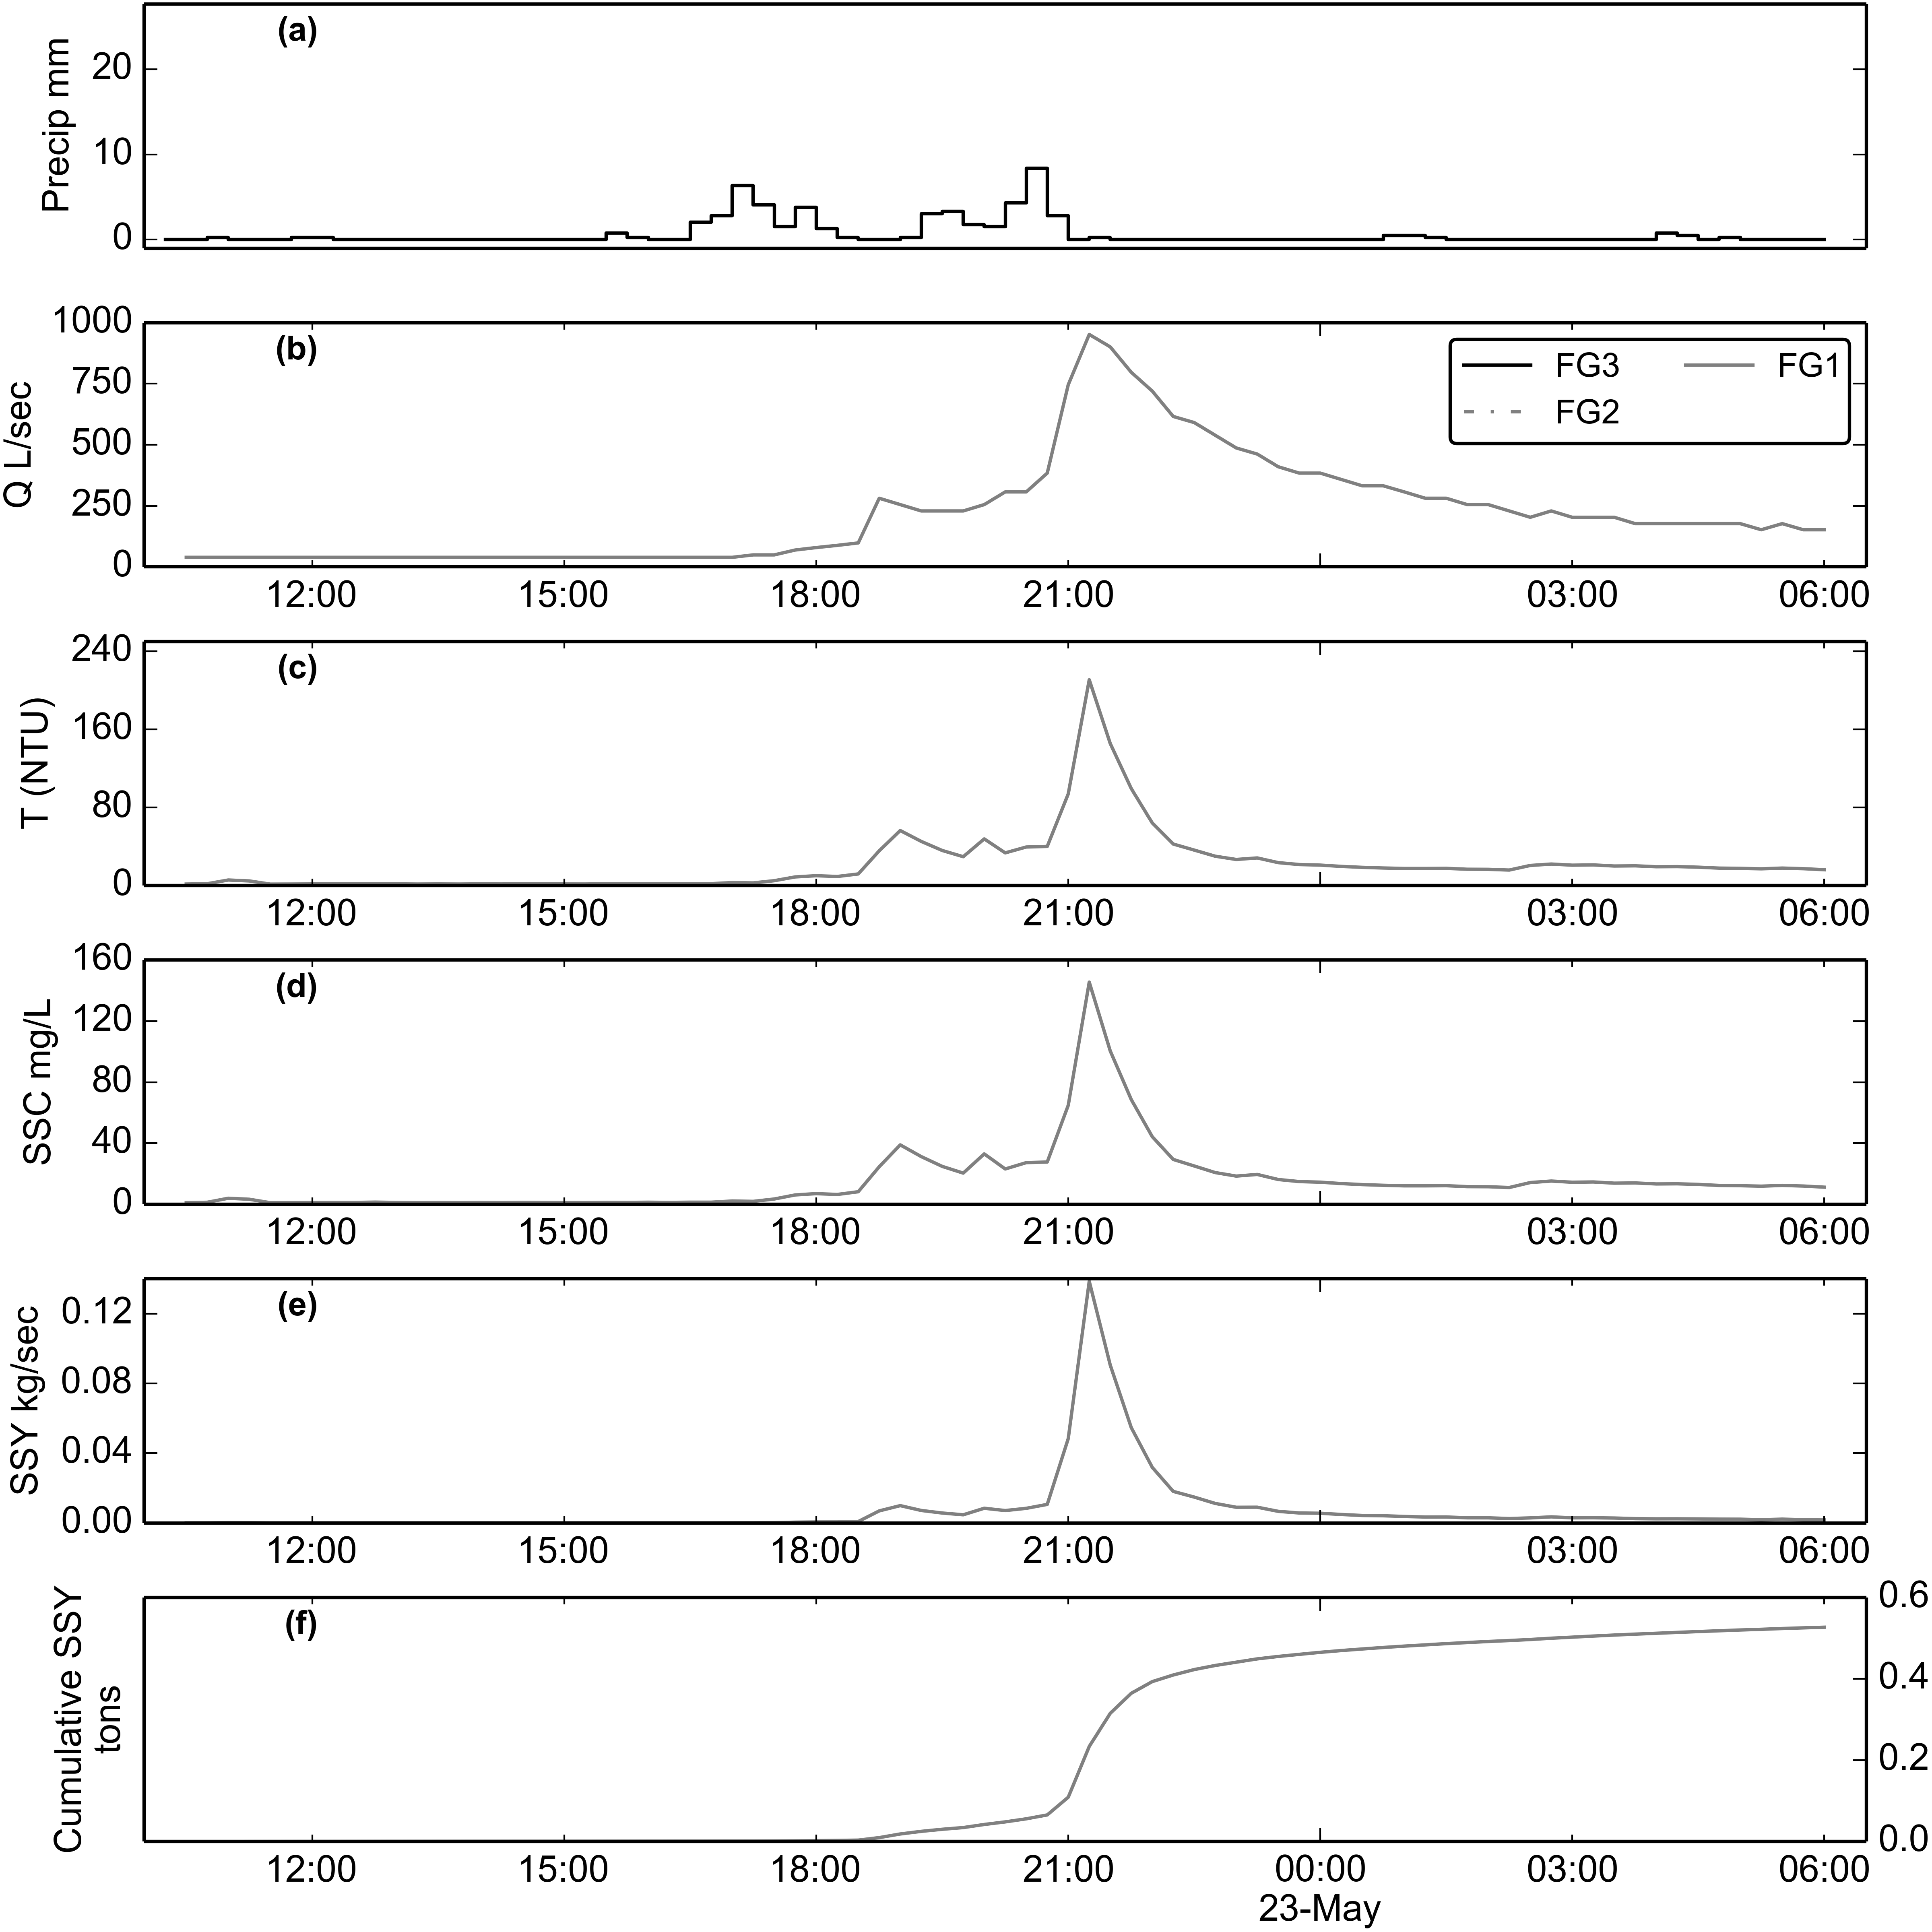 (a)
Precip mm
20
10
0
(b)
Q L/sec
1000
750
500
250
0
FG3 FG1
FG2
12:00 15:00 18:00 21:00 03:00 06:00
(c)
T (NTU)
240
160
80
0
12:00 15:00 18:00 21:00 03:00 06:00
(d)
SSC mg/L
160
120
80
40
0
12:00 15:00 18:00 21:00 03:00 06:00
(e)
SSY kg/sec
0.12
0.08
0.04
0.00
12:00 15:00 18:00 21:00 03:00 06:00
(f)
Cumulative SSY
tons
0.6
0.4
0.2
0.0
12:00 15:00 18:00 21:00 00:00 03:00 06:00
23-May